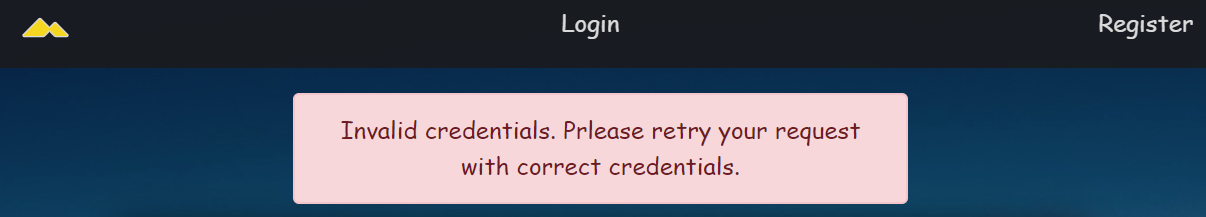 Login
Register
Invalid credentials. Prlease retry your request
with correct credentials.